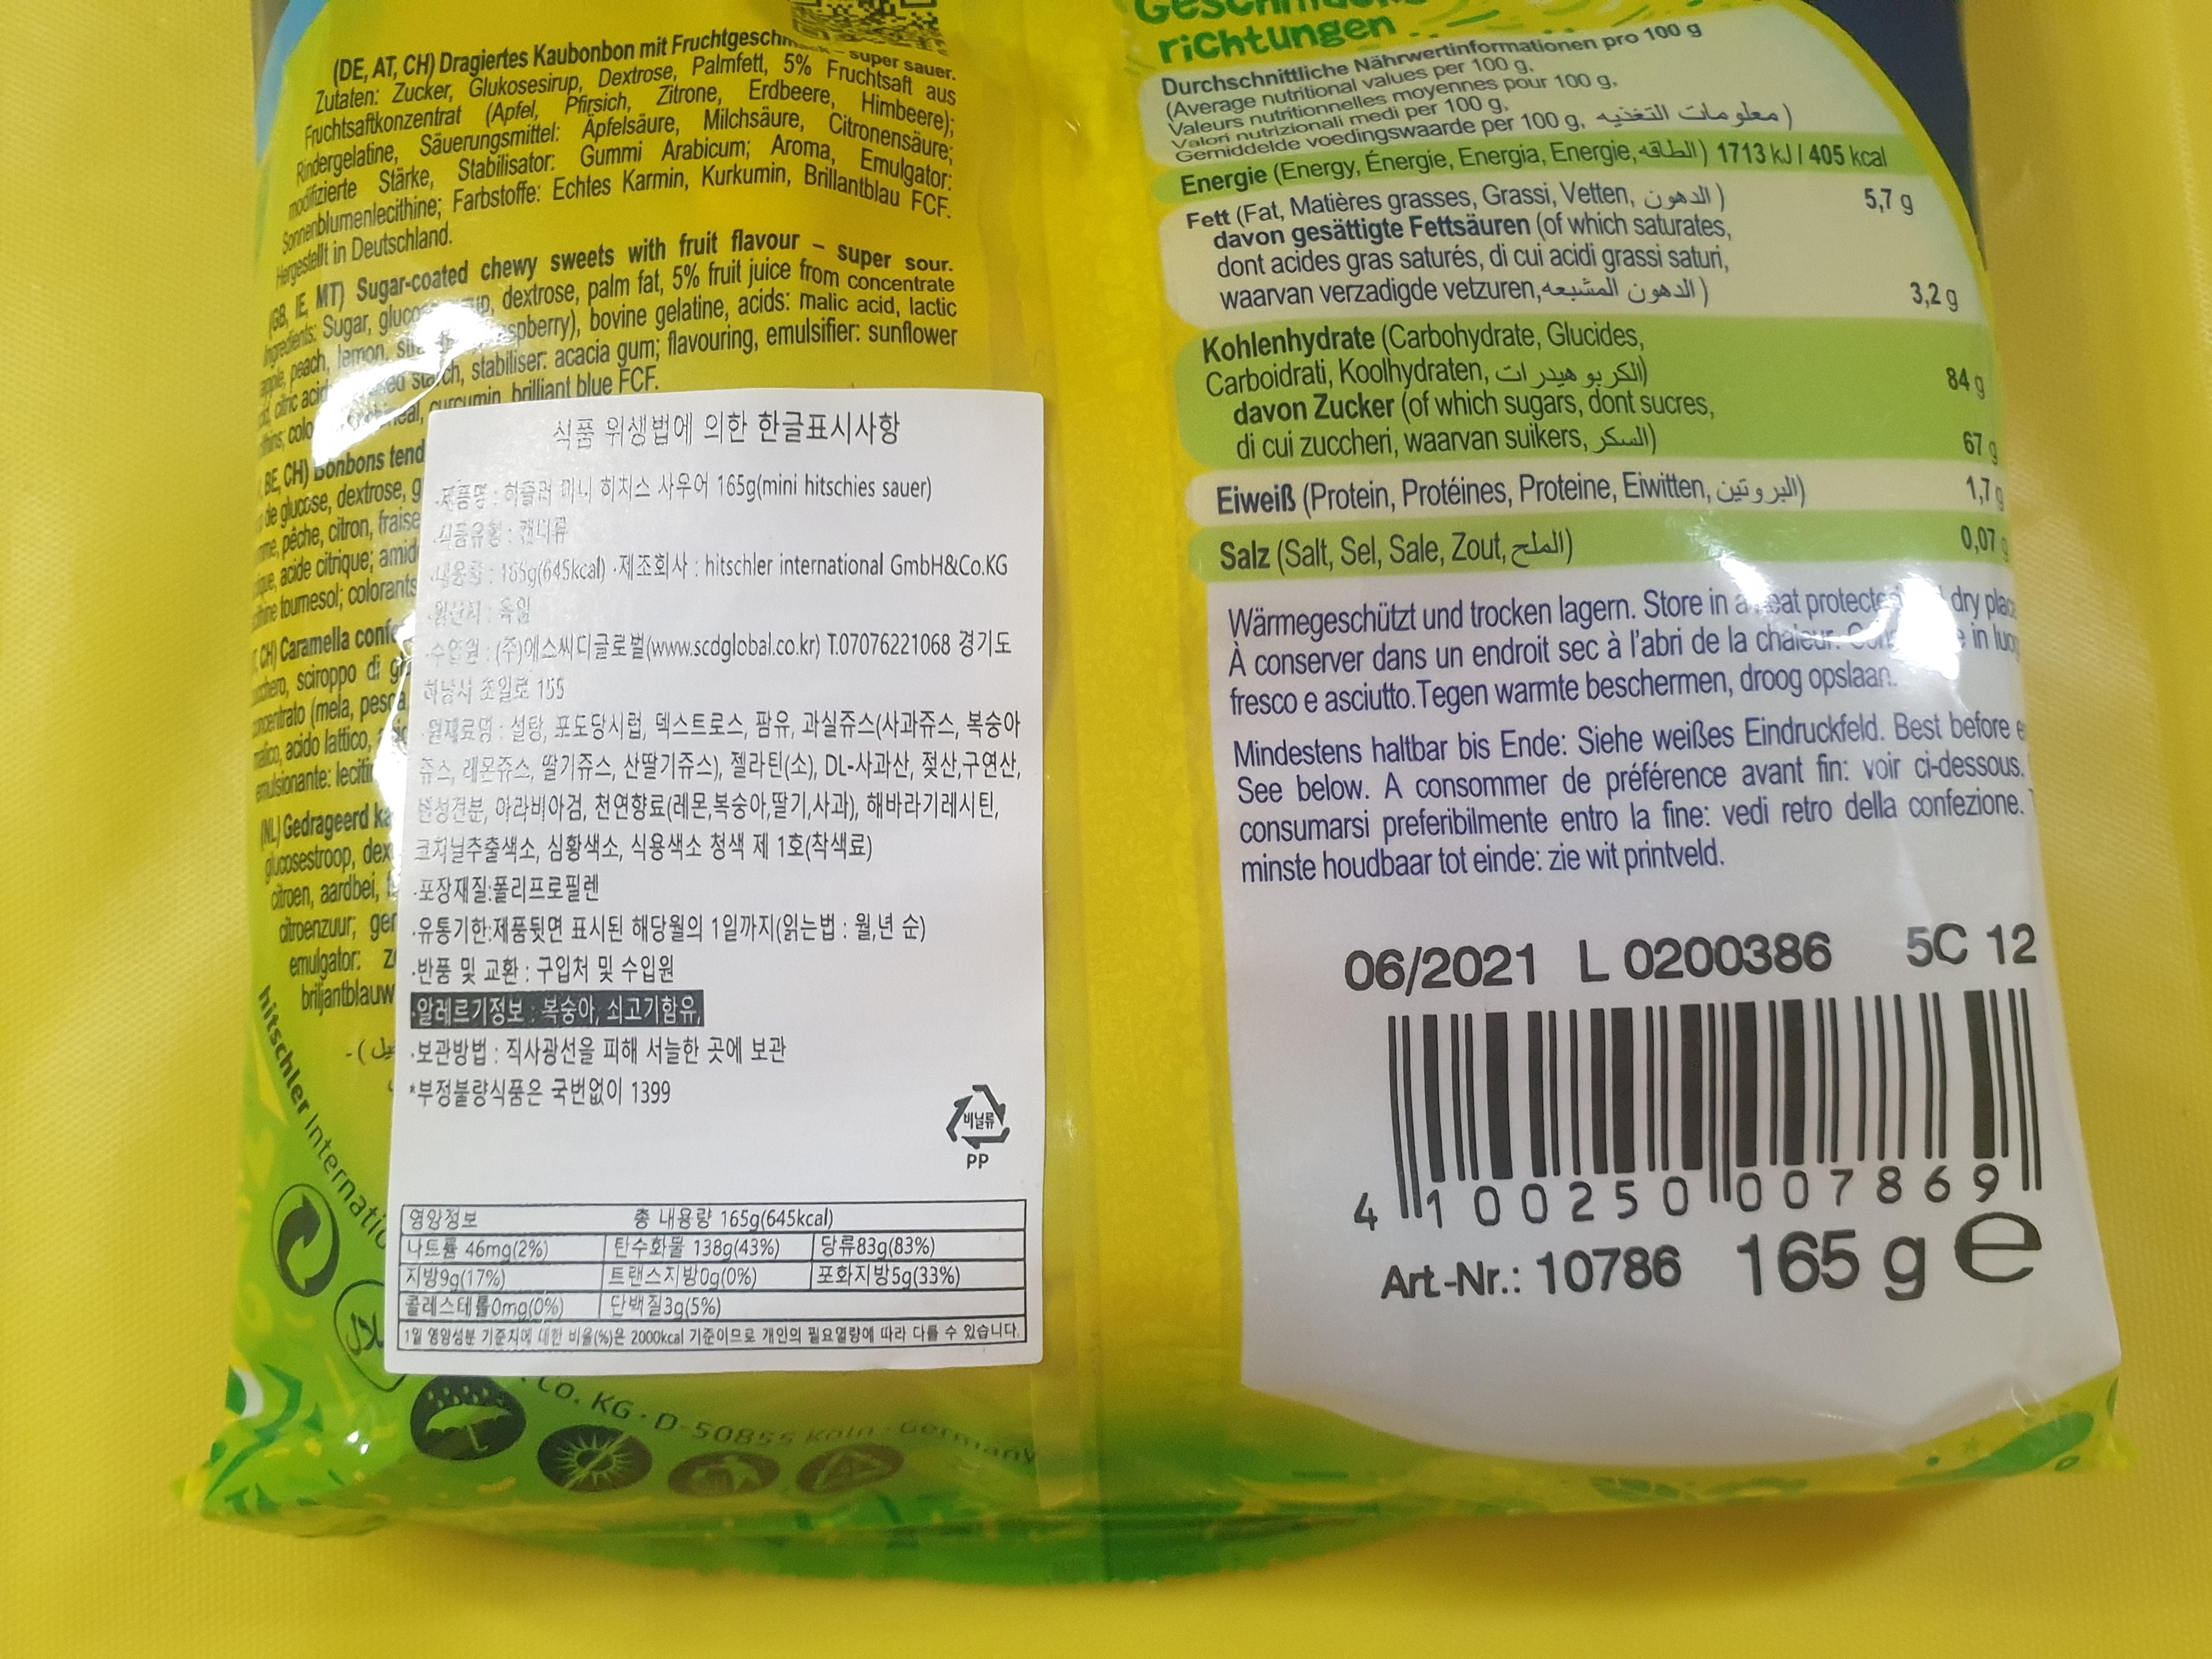 (DE, AT, CH) Dragiertes Kaubonbon mit Fruchtgeschmack – super sauer.
Zutaten: Zucker, Glukosesirup, Dextrose, Palmfett, 5% Fruchtsaft aus
Fruchtsaftkonzentrat (Apfel, Pfirsich, Zitrone, Erdbeere, Himbeere);
Rindergelatine, Säuerungsmittel: Äpfelsäure, Milchsäure, Citronensäure;
modifizierte Stärke, Stabilisator: Gummi Arabicum; Aroma, Emulgator:
Sonnenblumenlecithine; Farbstoffe: Echtes Karmin, Kurkumin, Brillantblau FCF.
Hergestellt in Deutschland.
(GB, IE, MT) Sugar-coated chewy sweets with fruit flavour – super sour.
Ingredients: Sugar, dextrose, palm fat, 5% fruit juice from concentrate
peach, lemon, bovine gelatine, acids: malic acid, lactic
citric acid stabiliser: acacia gum; flavouring, emulsifier: sunflower
curcumin, brilliant blue FCF.
BE, CH) Bonbons tend
de glucose, dextrose, g
pêche, citron, fraise
acide citrique; amid
tournesol; colorants
CH) Caramella confe
sciroppo di
(mela, pesca
acido lattico,
lecitin
(NL) Gedrageerd ka
glucosestroop, dex
citroen, aardbei,
citroenzuur; ger
emulgator:
briljantblauw
hitschler Internatio
Co. KG · D-50855 Köln · Germany
식품 위생법에 의한 한글표시사항
·제품명 : 히츨러 미니 히치스 사우어 165g(mini hitschies sauer)
·식품유형 : 캔디류
·내용량 : 165g(645kcal) ·제조회사 : hitschler international GmbH&Co.KG
·원산지 : 독일
·수입원 : (주)에스씨디글로벌(www.scdglobal.co.kr) T.07076221068 경기도
하남시 조일로 155
·원재료명 : 설탕, 포도당시럽, 덱스트로스, 팜유, 과실쥬스(사과쥬스, 복숭아
쥬스, 레몬쥬스, 딸기쥬스, 산딸기쥬스), 젤라틴(소), DL-사과산, 젖산,구연산,
변성전분, 아라비아검, 천연향료(레몬,복숭아,딸기,사과), 해바라기레시틴,
코치닐추출색소, 심황색소, 식용색소 청색 제 1호(착색료)
·포장재질:폴리프로필렌
·유통기한:제품뒷면 표시된 해당월의 1일까지(읽는법 : 월,년 순)
·반품 및 교환 : 구입처 및 수입원
·알레르기정보 : 복숭아, 쇠고기함유,
·보관방법 : 직사광선을 피해 서늘한 곳에 보관
*부정불량식품은 국번없이 1399
비닐류
PP
영양정보 총 내용량 165g(645kcal)
나트륨 46mg(2%) 탄수화물 138g(43%) 당류83g(83%)
지방9g(17%) 트랜스지방0g(0%) 포화지방5g(33%)
콜레스테롤0mg(0%) 단백질3g(5%)
1일 영양성분 기준치에 대한 비율(%)은 2000kcal 기준이므로 개인의 필요열량에 따라 다를 수 있습니다.
richtungen
Durchschnittliche Nährwertinformationen pro 100 g
(Average nutritional values per 100 g,
Valeurs nutritionnelles moyennes pour 100 g,
Valori nutrizionali medi per 100 g,
Gemiddelde voedingswaarde per 100 g, معلومات التغذيه)
Energie (Energy, Énergie, Energia, Energie, الطاقة) 1713 kJ / 405 kcal
Fett (Fat, Matières grasses, Grassi, Vetten, الدهون) 5,7 g
davon gesättigte Fettsäuren (of which saturates,
dont acides gras saturés, di cui acidi grassi saturi,
waarvan verzadigde vetzuren, الدهون المشبعه) 3,2 g
Kohlenhydrate (Carbohydrate, Glucides,
Carboidrati, Koolhydraten, الكربو هيدرات) 84 g
davon Zucker (of which sugars, dont sucres,
di cui zuccheri, waarvan suikers, السكر) 67 g
Eiweiß (Protein, Protéines, Proteine, Eiwitten, البروتين) 1,7 g
Salz (Salt, Sel, Sale, Zout, الملح) 0,07 g
Wärmegeschützt und trocken lagern. Store in a heat protected dry place
À conserver dans un endroit sec à l'abri de la chaleur. in luog
fresco e asciutto.Tegen warmte beschermen, droog opslaan.
Mindestens haltbar bis Ende: Siehe weißes Eindruckfeld. Best before e
See below. A consommer de préférence avant fin: voir ci-dessous.
consumarsi preferibilmente entro la fine: vedi retro della confezione. T
minste houdbaar tot einde: zie wit printveld.
06/2021 L 0200386 5C 12
4 100250 007869
Art.-Nr.: 10786 165 g e